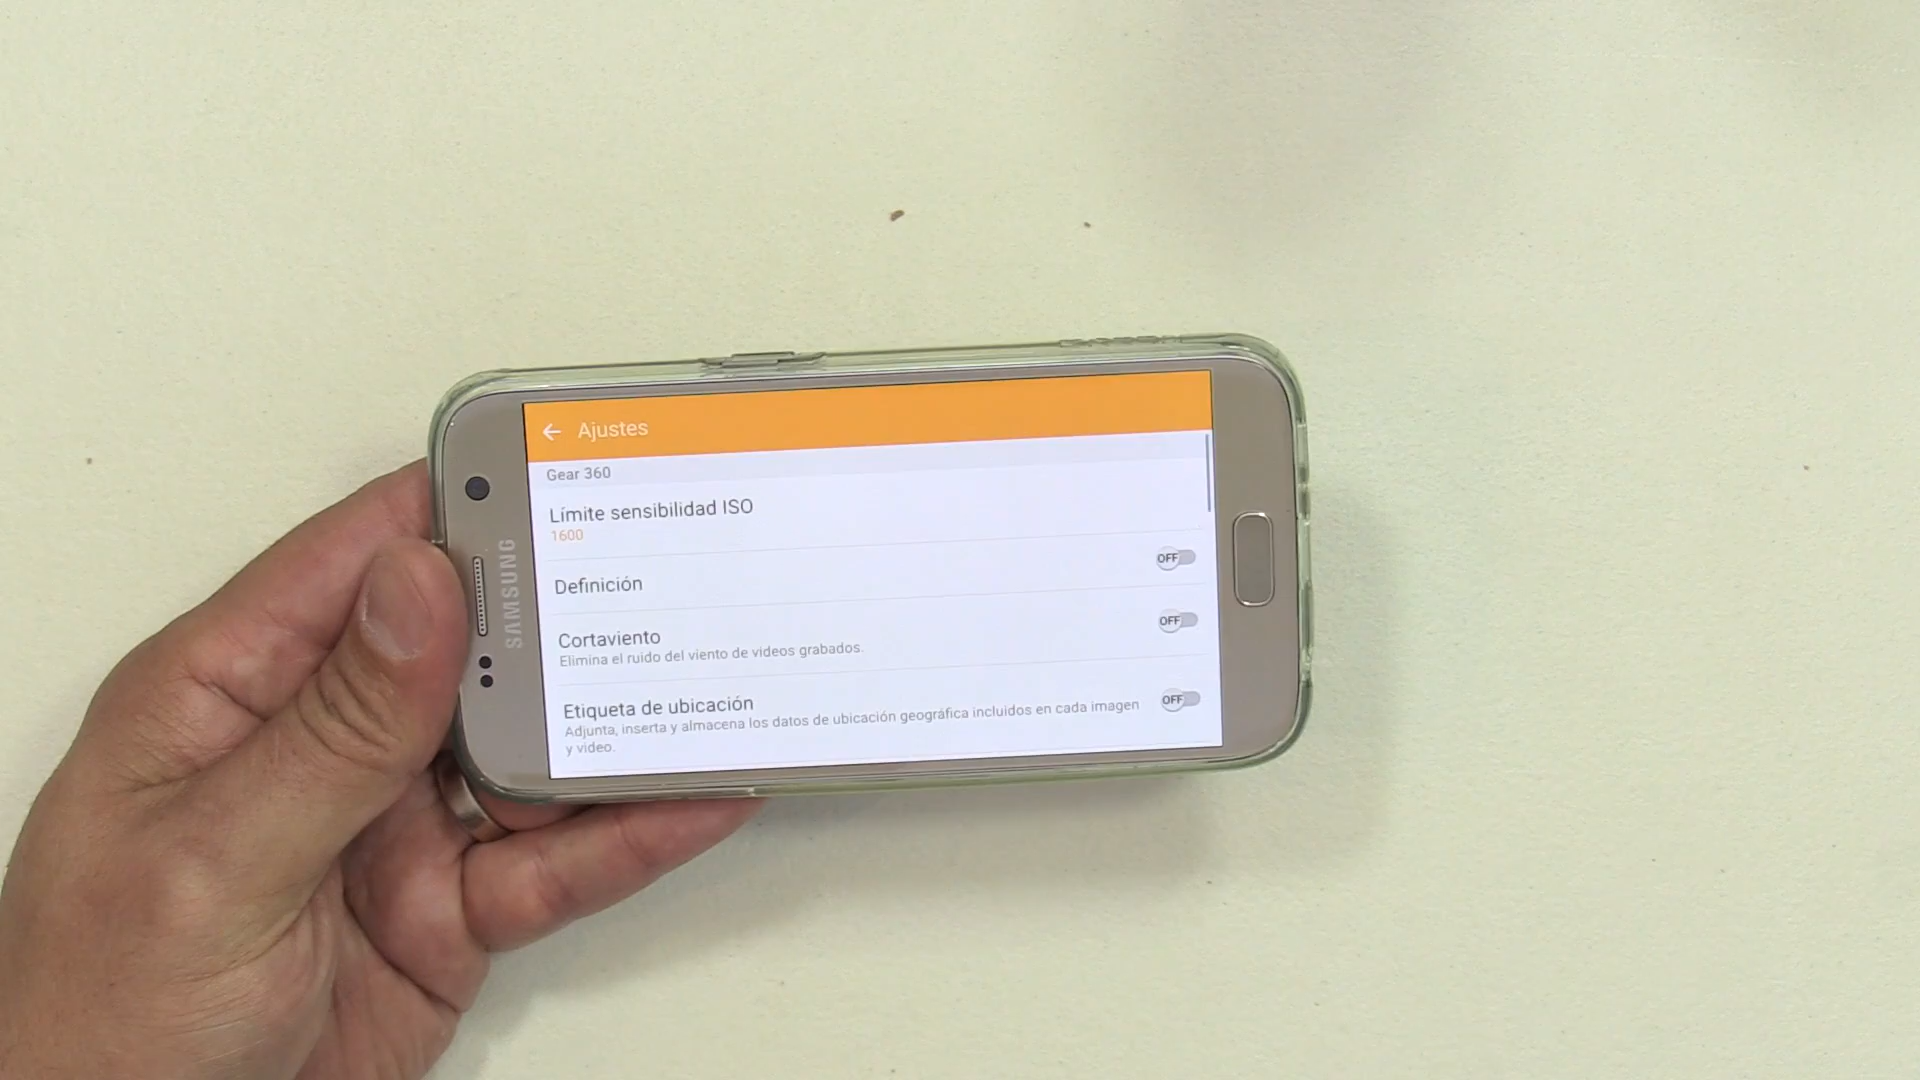 Ajustes
Gear 360
Límite sensibilidad ISO
1600
Definición
OFF
Cortaviento
Elimina el ruido del viento de videos grabados.
OFF
Etiqueta de ubicación
Adjunta, inserta y almacena los datos de ubicación geográfica incluidos en cada imagen
y video.
OFF
SAMSUNG